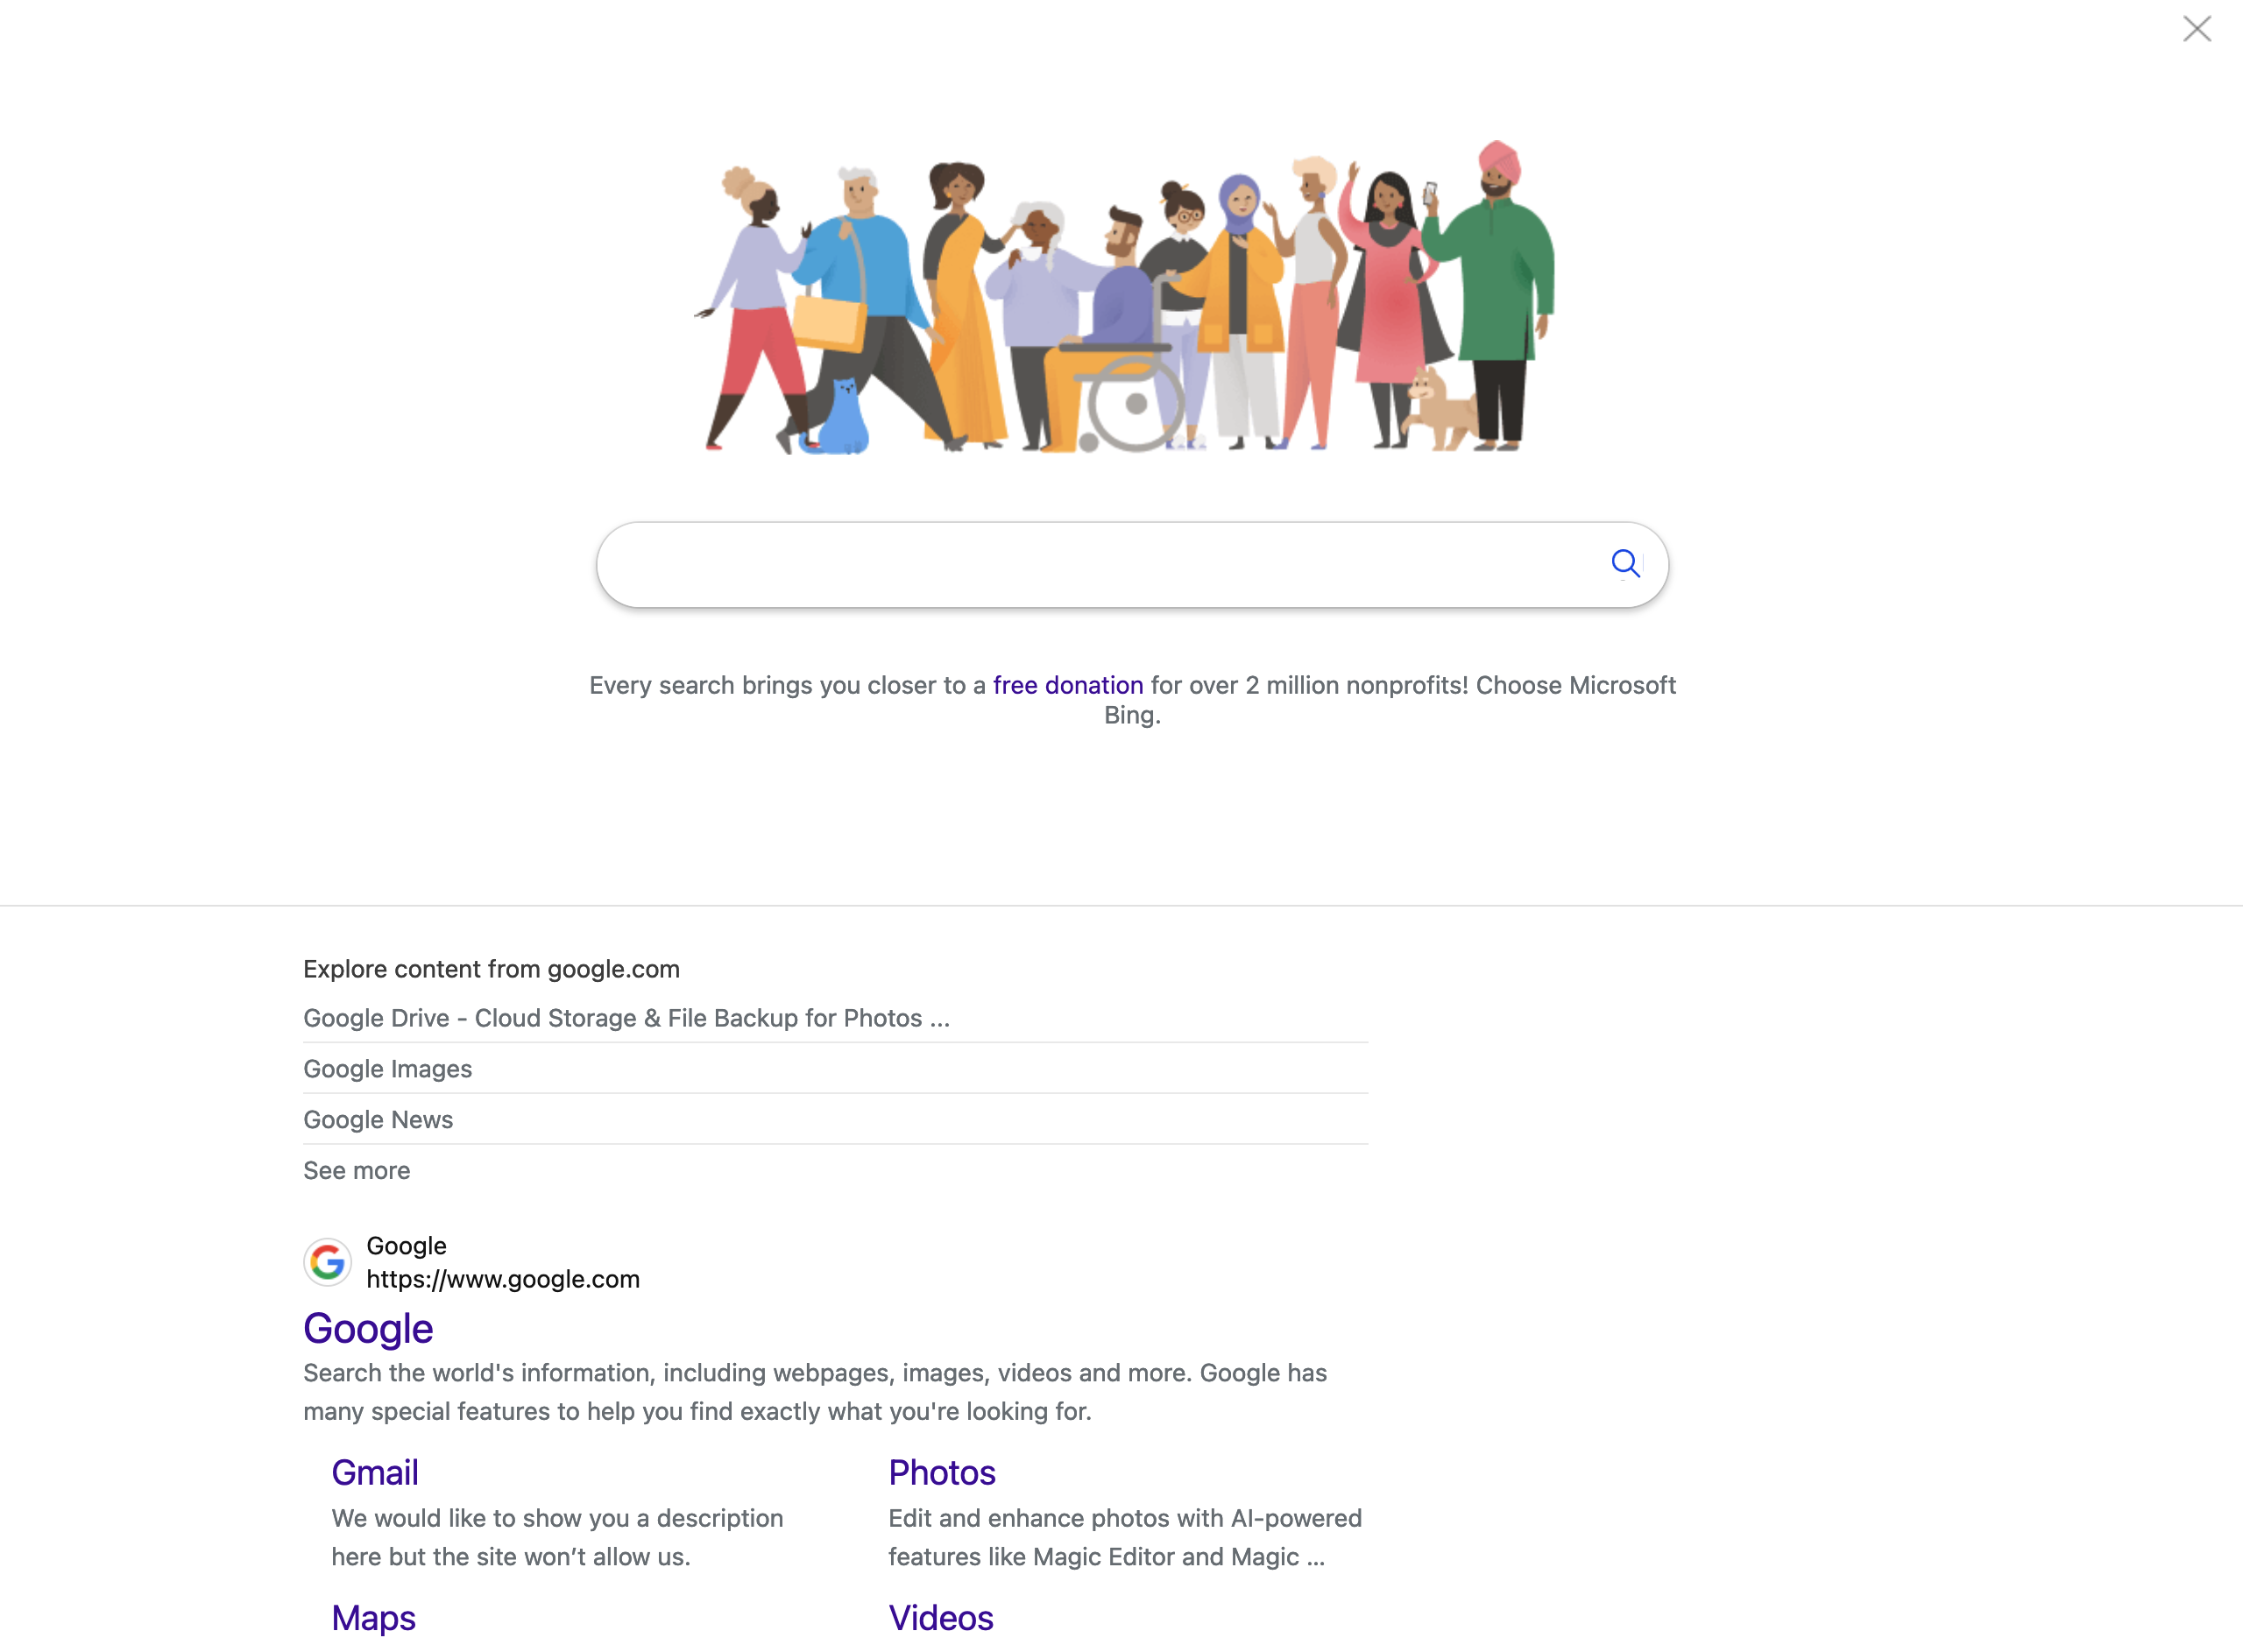 Every search brings you closer to a free donation for over 2 million nonprofits! Choose Microsoft
Bing.
Explore content from google.com
Google Drive - Cloud Storage & File Backup for Photos ...
Google Images
Google News
See more
Google
https://www.google.com
Google
Search the world's information, including webpages, images, videos and more. Google has
many special features to help you find exactly what you're looking for.
Gmail
We would like to show you a description
here but the site won’t allow us.
Photos
Edit and enhance photos with AI-powered
features like Magic Editor and Magic ...
Maps
Videos